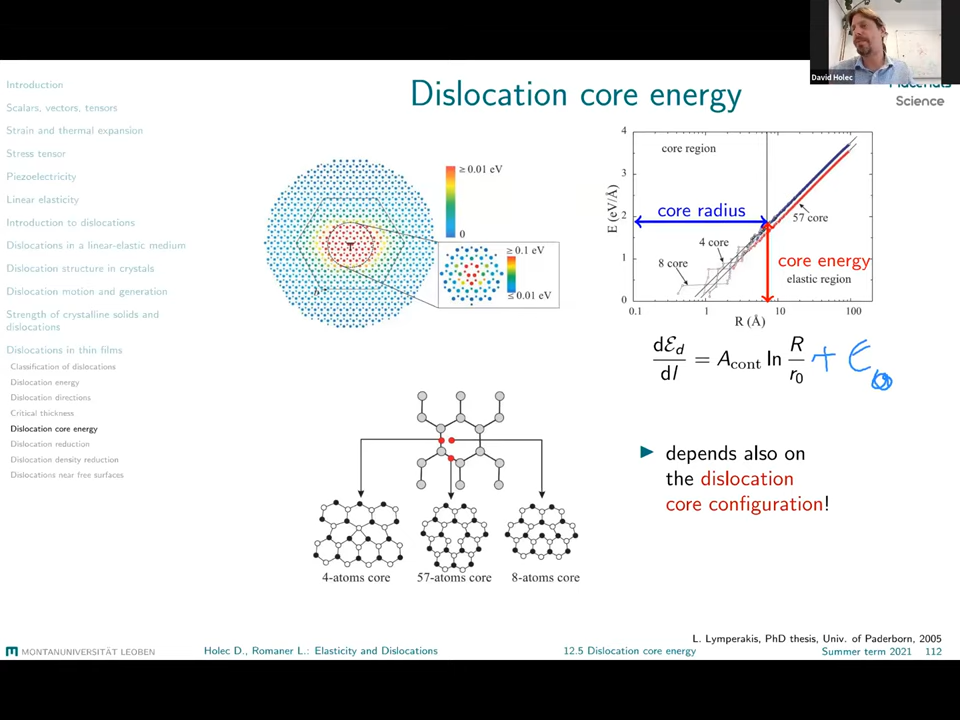 David Holec
Materials
Science
Dislocation core energy
Introduction
Scalars, vectors, tensors
Strain and thermal expansion
Stress tensor
Piezoelectricity
Linear elasticity
Introduction to dislocations
Dislocations in a linear-elastic medium
Dislocation structure in crystals
Dislocation motion and generation
Strength of crystalline solids and
dislocations
Dislocations in thin films
Classification of dislocations
Dislocation energy
Dislocation directions
Critical thickness
Dislocation core energy
Dislocation reduction
Dislocation density reduction
Dislocations near free surfaces
≥ 0.01 eV
0
≥ 0.1 eV
≤ 0.01 eV
4
3
2
1
0
E (eV/Å)
core region
core radius
57 core
4 core
8 core
core energy
elastic region
0.1 1 10 100
R (Å)
dℰd/dl = Acont ln R/r0 + E
4-atoms core 57-atoms core 8-atoms core
▶ depends also on
the dislocation
core configuration!
L. Lymperakis, PhD thesis, Univ. of Paderborn, 2005
MONTANUNIVERSITÄT LEOBEN Holec D., Romaner L.: Elasticity and Dislocations 12.5 Dislocation core energy Summer term 2021 112